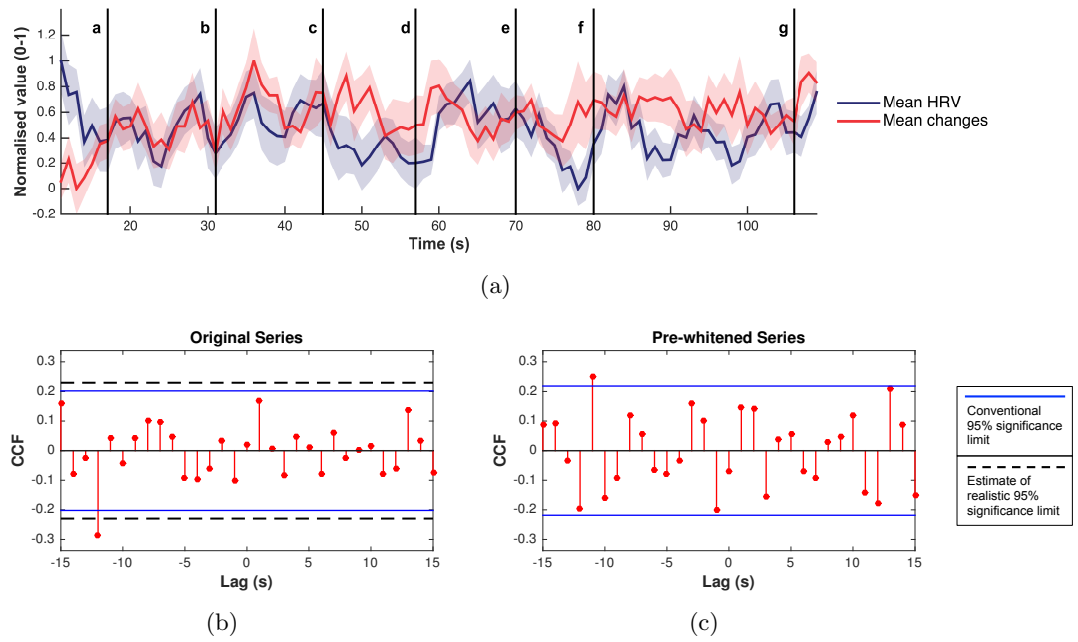 a b c d e f g
Normalised value (0-1)
1.2
1
0.8
0.6
0.4
0.2
0
-0.2
20 30 40 50 60 70 80 90 100
Time (s)
Mean HRV
Mean changes
(a)
Original Series
CCF
0.3
0.2
0.1
0
-0.1
-0.2
-0.3
-15 -10 -5 0 5 10 15
Lag (s)
(b)
Pre-whitened Series
CCF
0.3
0.2
0.1
0
-0.1
-0.2
-0.3
-15 -10 -5 0 5 10 15
Lag (s)
(c)
Conventional
95% significance
limit
Estimate of
realistic 95%
significance limit